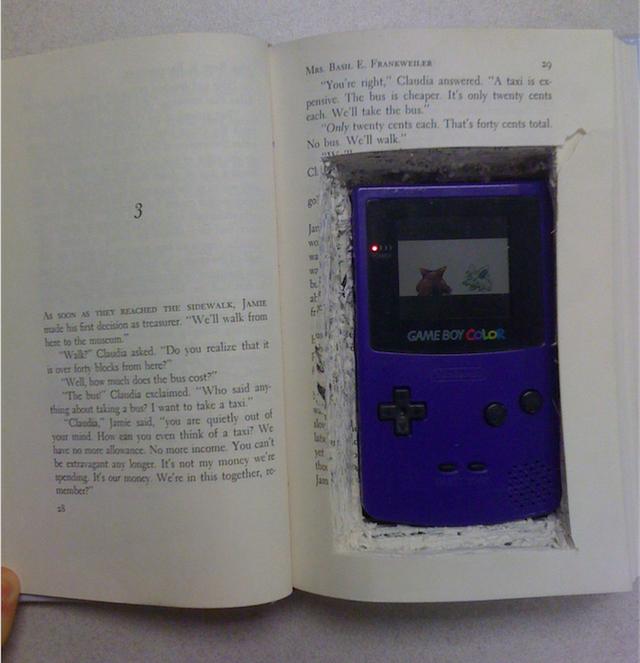 3
AS SOON AS THEY REACHED THE SIDEWALK, JAMIE
made his first decision as treasurer. "We'll walk from
here to the museum."
"Walk?" Claudia asked. "Do you realize that it
is over forty blocks from here?"
"Well, how much does the bus cost?"
"The bus!" Claudia exclaimed. "Who said any-
thing about taking a bus? I want to take a taxi."
"Claudia," Jamie said, "you are quietly out of
your mind. How can you even think of a taxi? We
have no more allowance. No more income. You can't
be extravagant any longer. It's not my money we're
spending. It's our money. We're in this together, re-
member?"
28
MRS. BASIL E. FRANKWEILER 29
"You're right," Claudia answered. "A taxi is ex-
pensive. The bus is cheaper. It's only twenty cents
each. We'll take the bus."
"Only twenty cents each. That's forty cents total.
No bus. We'll walk."
GAME BOY COLOR